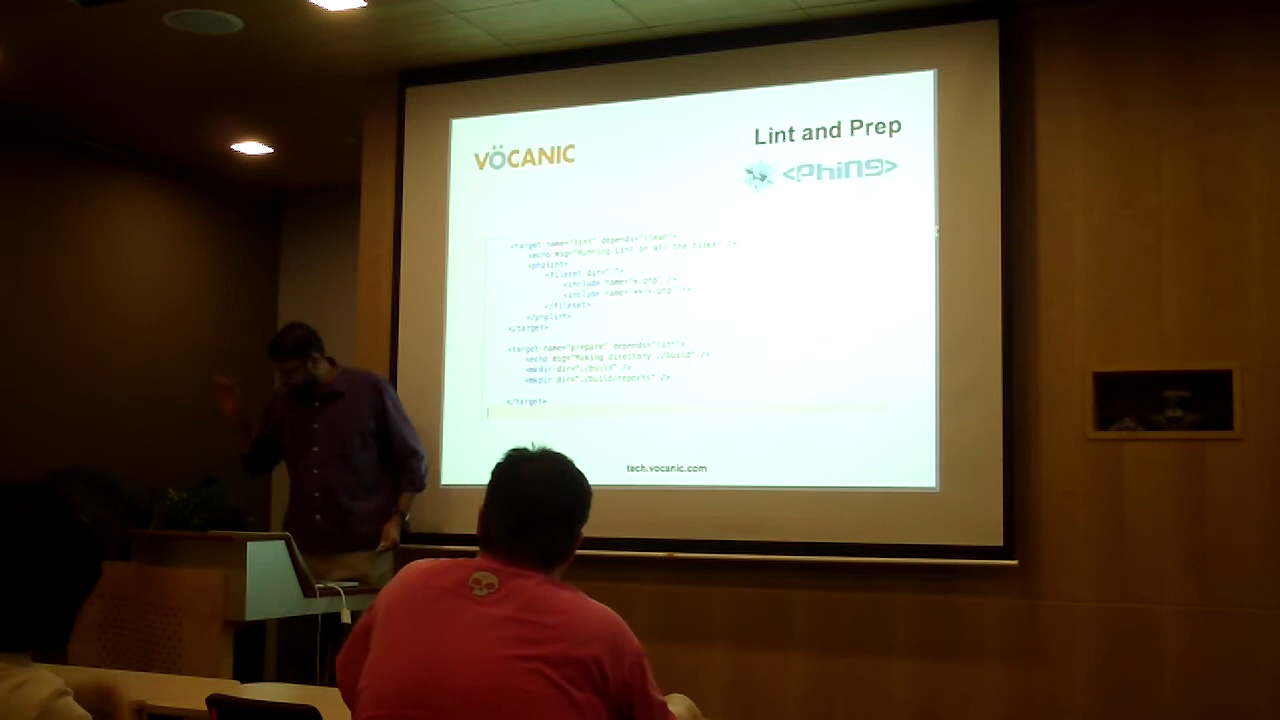 VÖCANIC
Lint and Prep
<Phing>
<target name="lint" depends="clean">
<echo msg="Running Lint on all the files" />
<phplint>
<fileset dir=".">
<include name="*.php" />
<include name="**/*.php" />
</fileset>
</phplint>
</target>
<target name="prepare" depends="lint">
<echo msg="Making directory ./build" />
<mkdir dir="./build" />
<mkdir dir="./build/reports" />
</target>
tech.vocanic.com